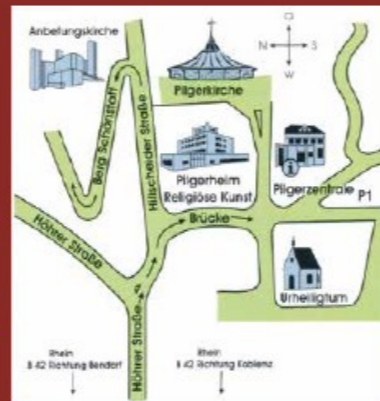 Anbetungskirche
O
N S
W
Pilgerkirche
Berg Schönstatt
Hillscheider Straße
Pilgerheim
Religiöse Kunst
i
Pilgerzentrale
P1
Brücke
Höhrer Straße
Urheiligtum
Höhrer Straße
Rhein
B 42 Richtung Bendorf
Rhein
B 42 Richtung Koblenz